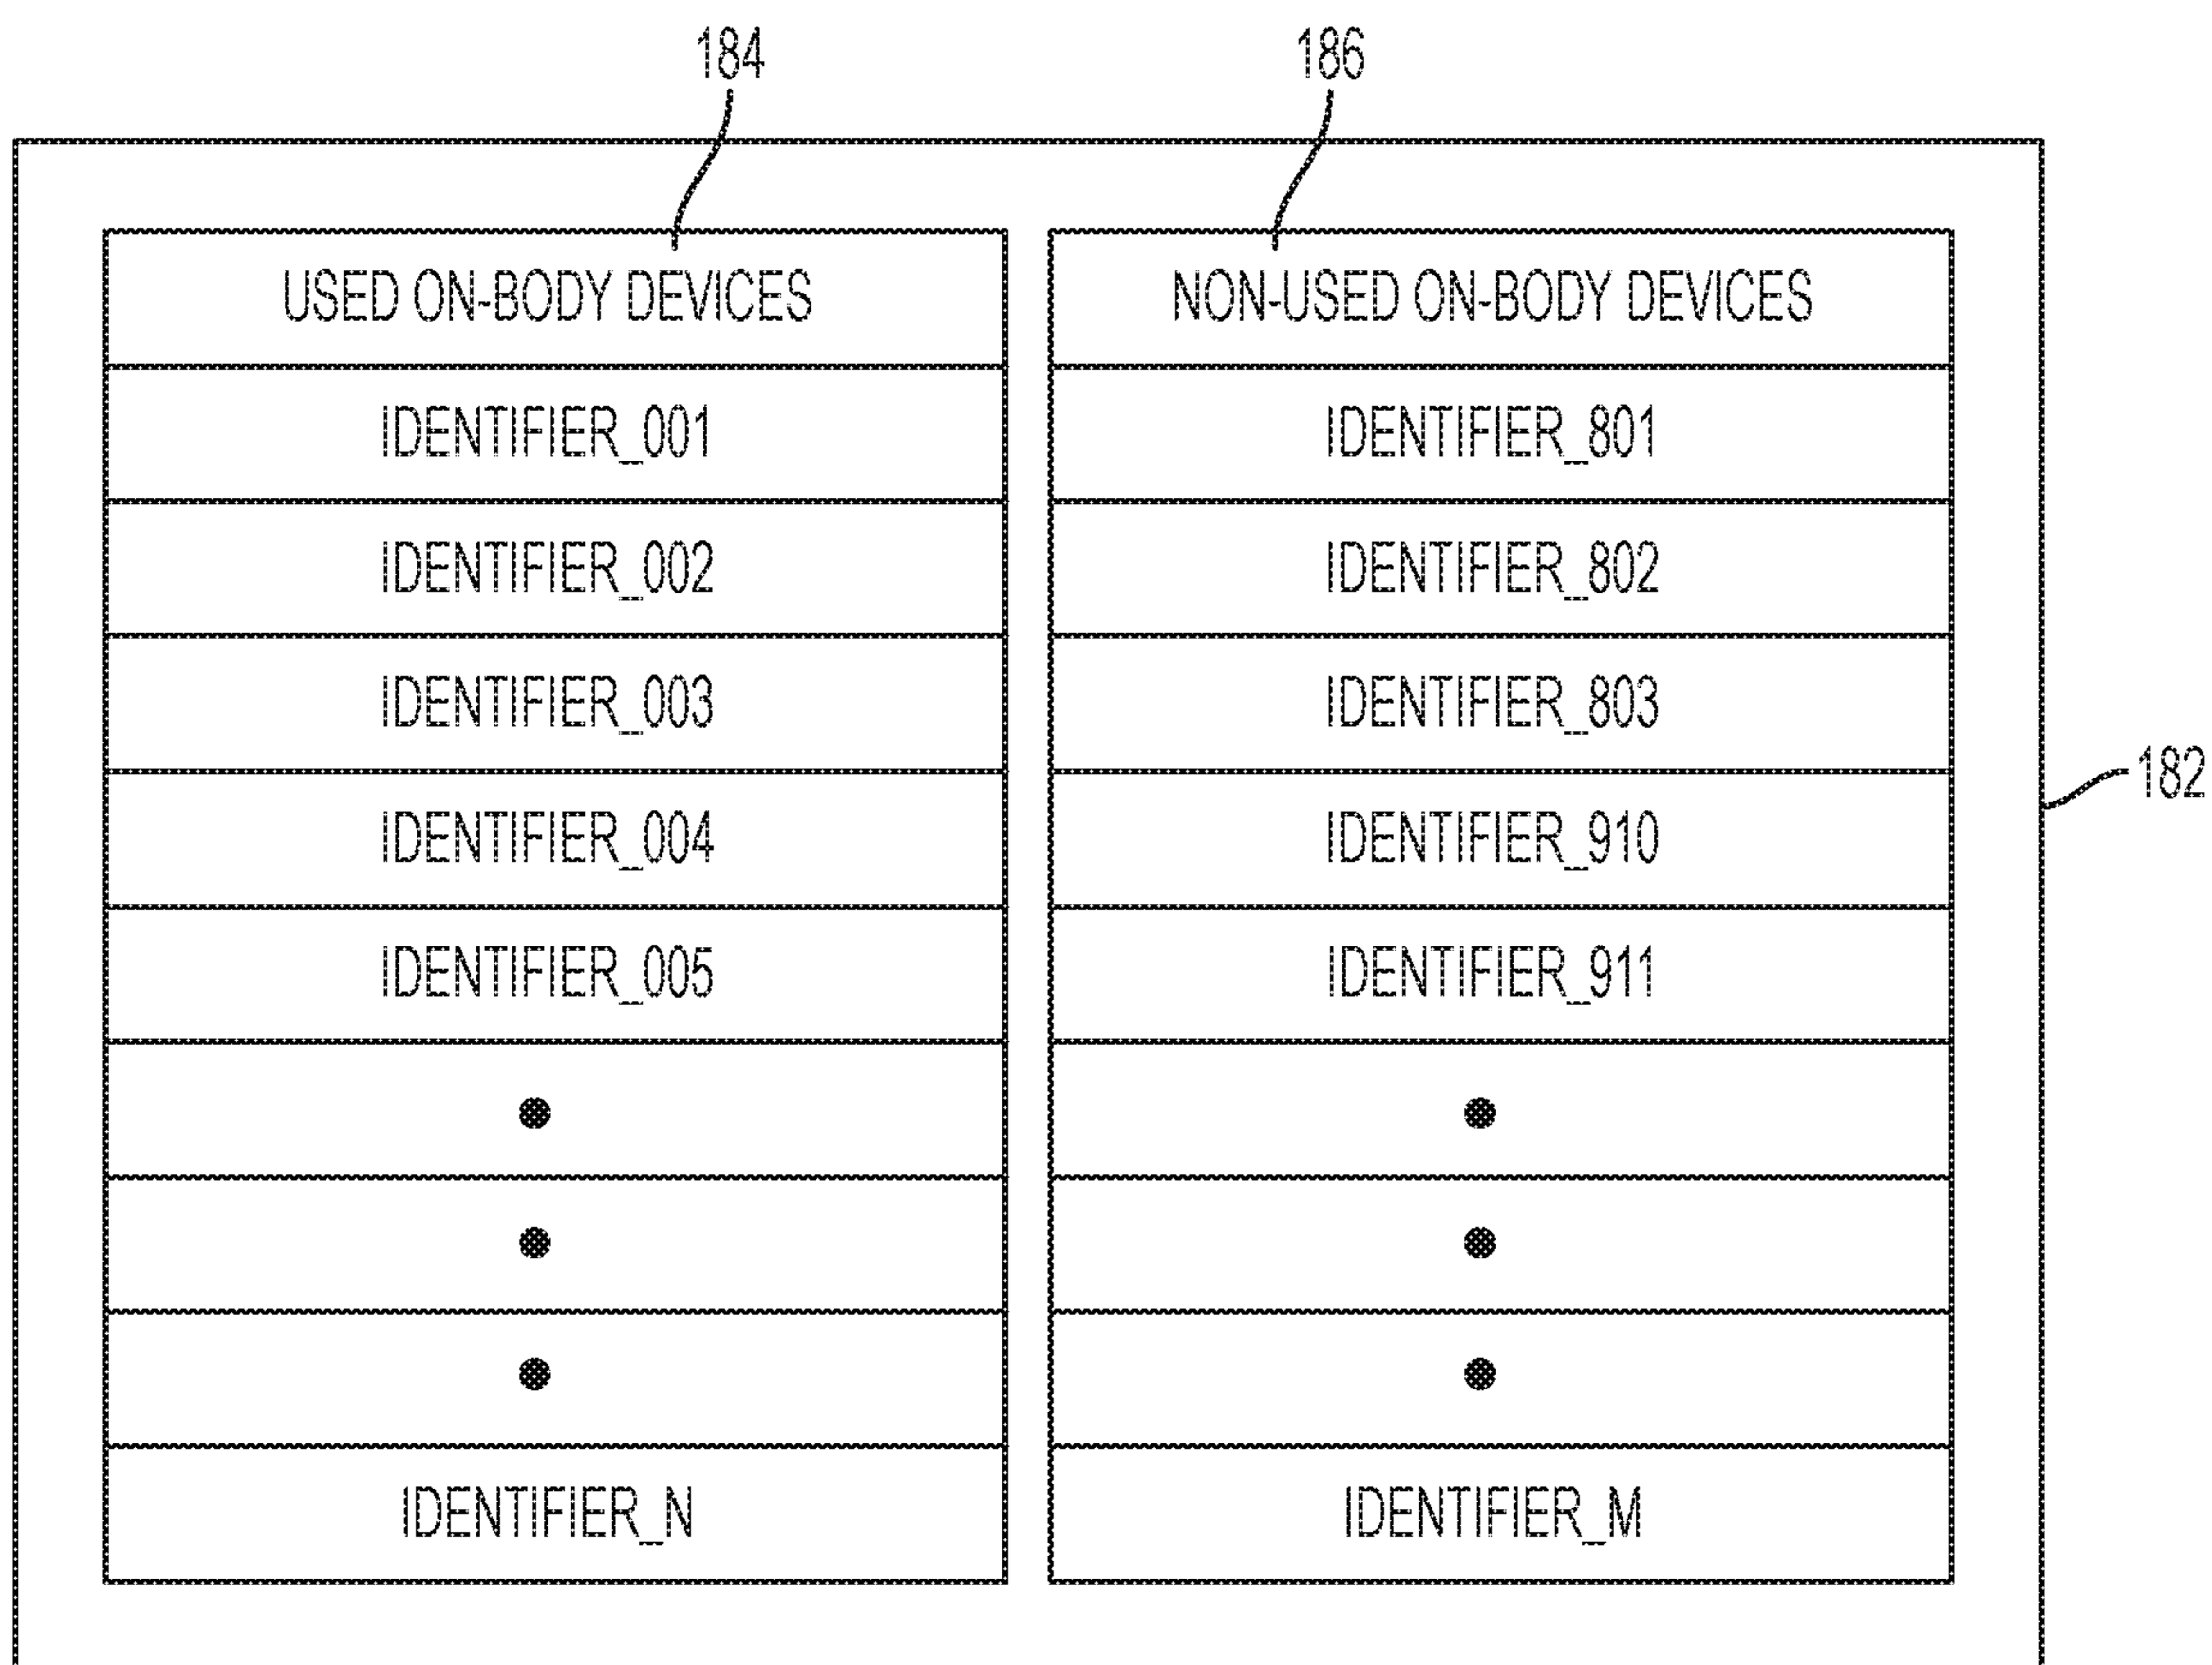 184
186
USED ON-BODY DEVICES
NON-USED ON-BODY DEVICES
IDENTIFIER_001
IDENTIFIER_801
IDENTIFIER_002
IDENTIFIER_802
IDENTIFIER_003
IDENTIFIER_803
182
IDENTIFIER_004
IDENTIFIER_910
IDENTIFIER_005
IDENTIFIER_911
IDENTIFIER_N
IDENTIFIER_M